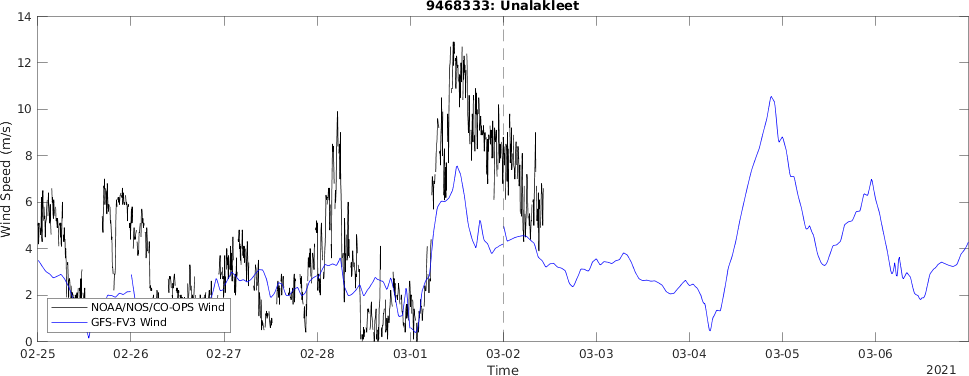 9468333: Unalakleet
14
12
10
8
6
4
2
0
Wind Speed (m/s)
NOAA/NOS/CO-OPS Wind
GFS-FV3 Wind
02-25 02-26 02-27 02-28 03-01 03-02 03-03 03-04 03-05 03-06
Time
2021